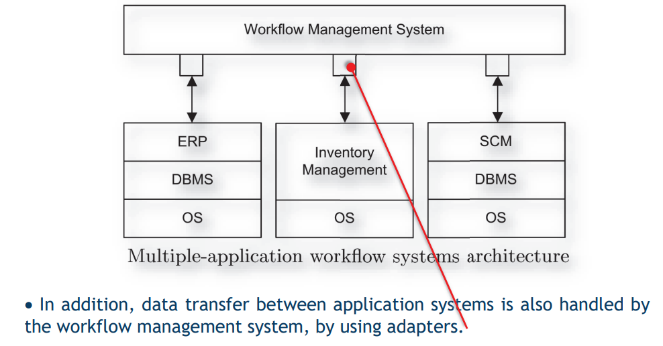 Workflow Management System
ERP
Inventory
Management
SCM
DBMS
DBMS
OS
OS
OS
Multiple-application workflow systems architecture
• In addition, data transfer between application systems is also handled by
the workflow management system, by using adapters.